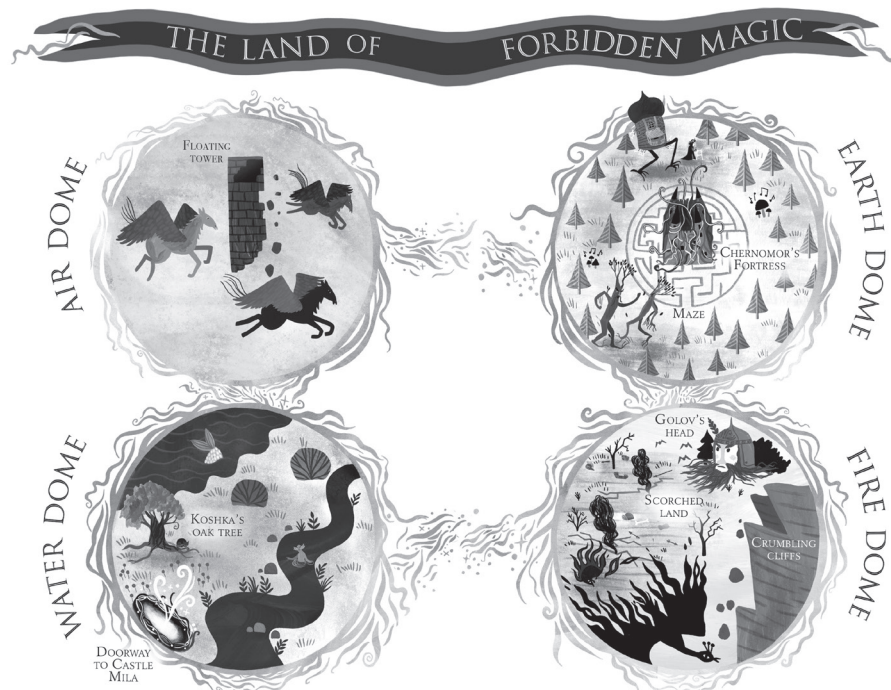 THE LAND OF FORBIDDEN MAGIC
AIR DOME
FLOATING
TOWER
EARTH DOME
CHERNOMOR'S
FORTRESS
MAZE
WATER DOME
KOSHKA'S
OAK TREE
DOORWAY
TO CASTLE
MILA
FIRE DOME
GOLOV'S
HEAD
SCORCHED
LAND
CRUMBLING
CLIFFS